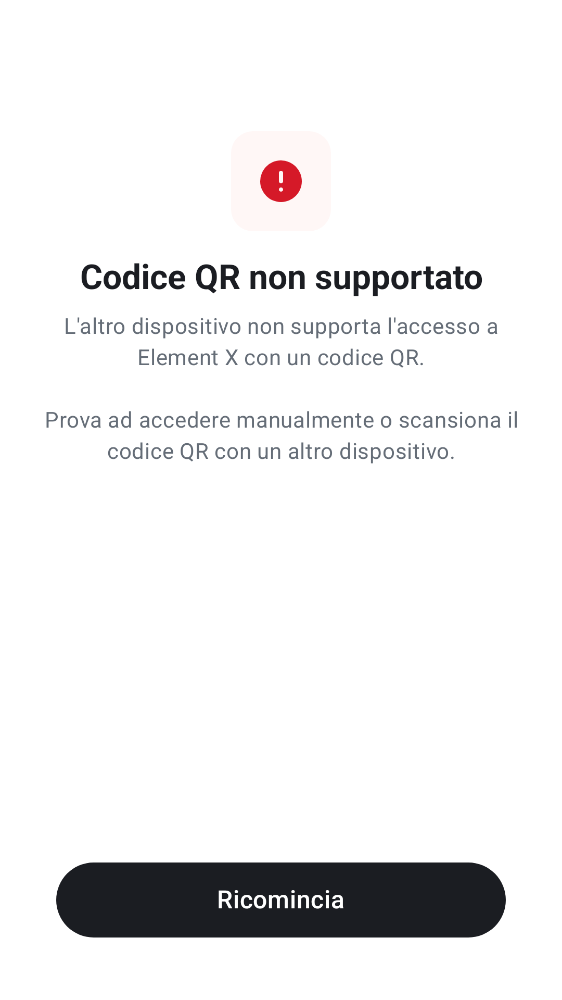 Codice QR non supportato
L'altro dispositivo non supporta l'accesso a
Element X con un codice QR.
Prova ad accedere manualmente o scansiona il
codice QR con un altro dispositivo.
Ricomincia